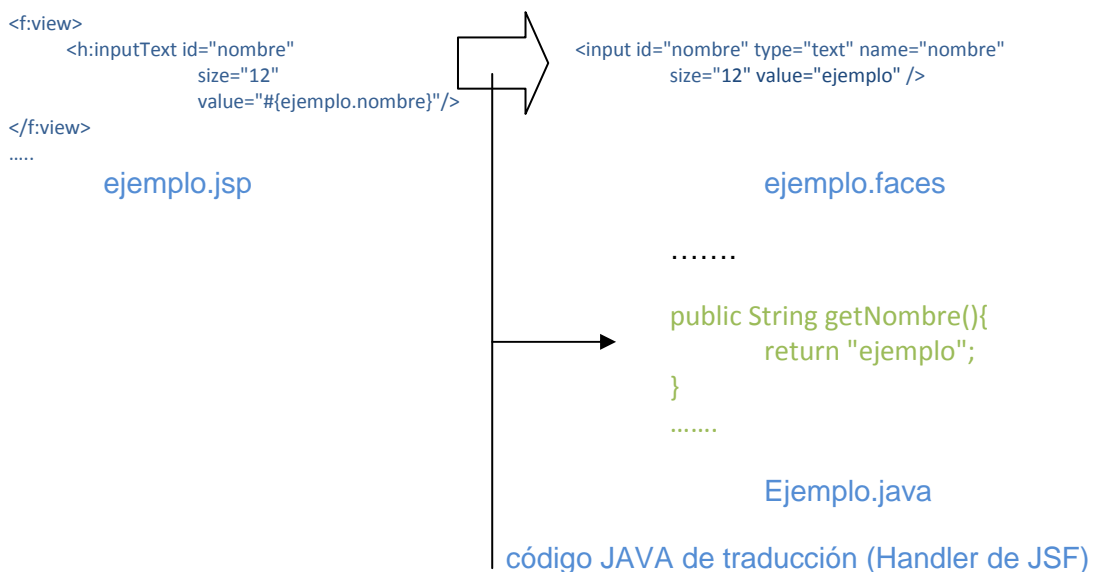 <f:view>
<h:inputText id="nombre"
size="12"
value="#{ejemplo.nombre}"/>
</f:view>
.....
ejemplo.jsp
<input id="nombre" type="text" name="nombre"
size="12" value="ejemplo" />
ejemplo.faces
.......
public String getNombre(){
return "ejemplo";
}
.......
Ejemplo.java
código JAVA de traducción (Handler de JSF)